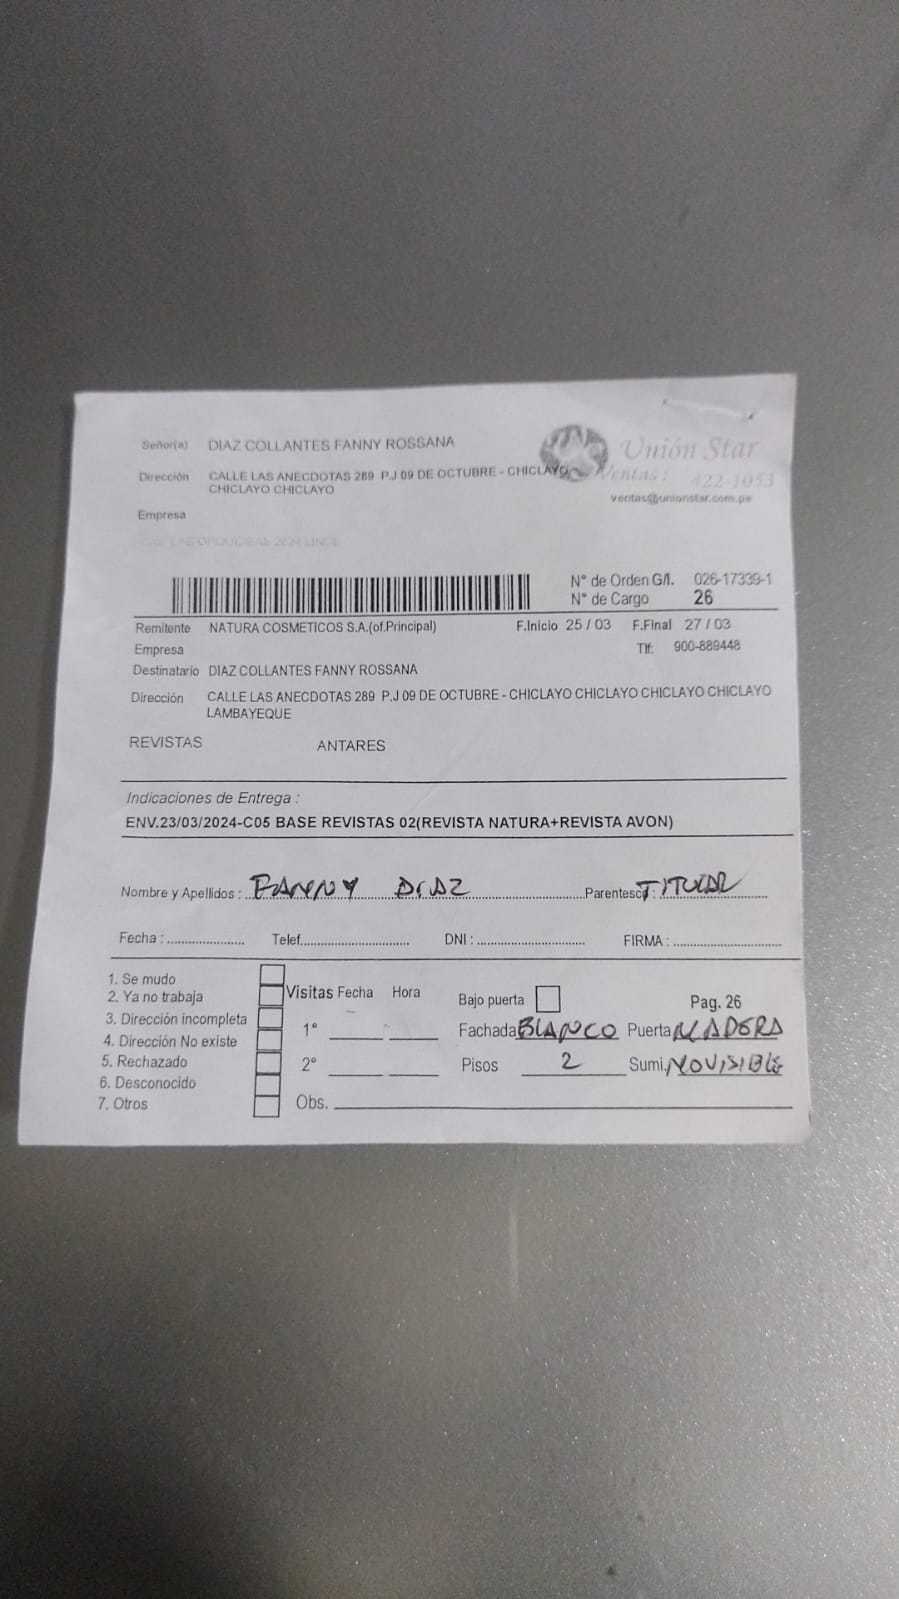 Señor(a) DIAZ COLLANTES FANNY ROSSANA
Unión Star
Dirección CALLE LAS ANECDOTAS 289 P.J 09 DE OCTUBRE - CHICLAYO
CHICLAYO CHICLAYO
Ventas: 422-1053
ventas@unionstar.com.pe
Empresa
N° de Orden G/I. 026-17339-1
N° de Cargo 26
Remitente NATURA COSMETICOS S.A.(of.Principal) F.Inicio 25 / 03 F.Final 27 / 03
Empresa Tlf: 900-889448
Destinatario DIAZ COLLANTES FANNY ROSSANA
Dirección CALLE LAS ANECDOTAS 289 P.J 09 DE OCTUBRE - CHICLAYO CHICLAYO CHICLAYO CHICLAYO
LAMBAYEQUE
REVISTAS ANTARES
Indicaciones de Entrega :
ENV.23/03/2024-C05 BASE REVISTAS 02(REVISTA NATURA+REVISTA AVON)
Nombre y Apellidos : FANNY DIAZ Parentesco : TITULAR
Fecha : Telef. DNI : FIRMA :
1. Se mudo
2. Ya no trabaja
3. Dirección incompleta
4. Dirección No existe
5. Rechazado
6. Desconocido
7. Otros
Visitas Fecha Hora
1°
2°
Obs.
Bajo puerta Pag. 26
Fachada BLANCO Puerta MADERA
Pisos 2 Sumi. NO VISIBLE